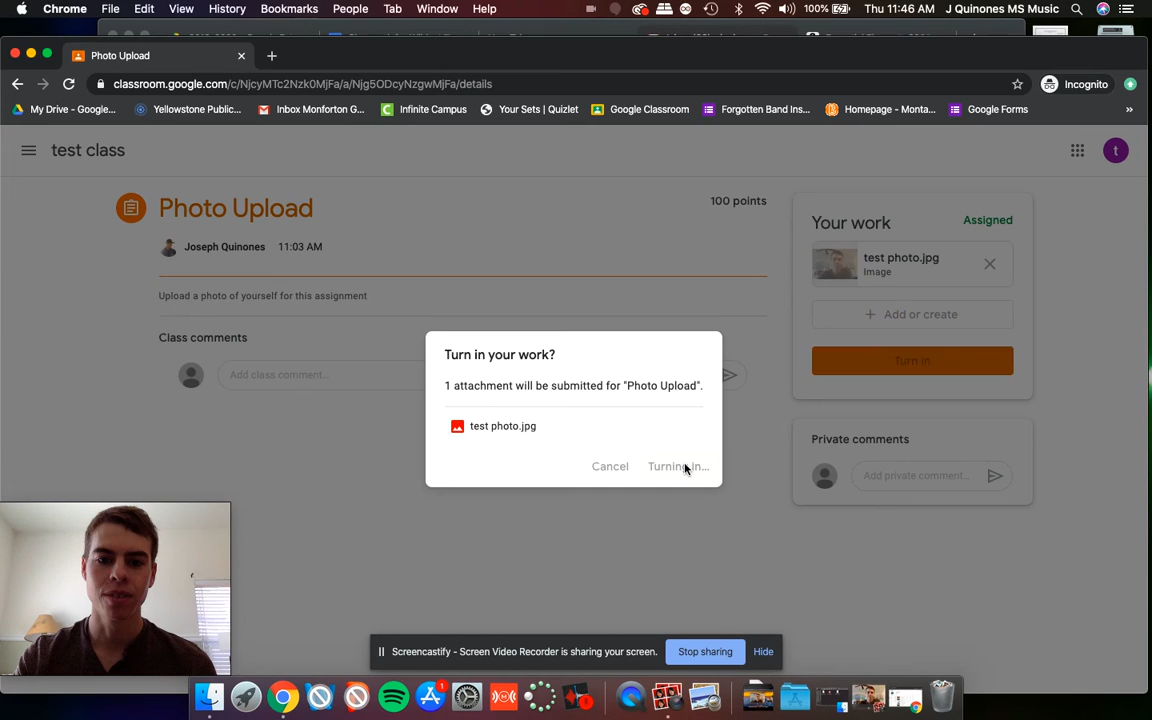 Chrome File Edit View History Bookmarks People Tab Window Help 100% Thu 11:46 AM J Quinones MS Music
Photo Upload
classroom.google.com/c/NjcyMTc2Nzk0MjFa/a/Njg5ODcyNzgwMjFa/details Incognito
My Drive - Google... Yellowstone Public... Inbox Monforton G... Infinite Campus Your Sets | Quizlet Google Classroom Forgotten Band Ins... Homepage - Monta... Google Forms »
test class t
Photo Upload 100 points
Joseph Quinones 11:03 AM
Upload a photo of yourself for this assignment
Class comments
Add class comment...
Your work Assigned
test photo.jpg
Image
+ Add or create
Turn in
Private comments
Add private comment...
Turn in your work?
1 attachment will be submitted for "Photo Upload".
test photo.jpg
Cancel Turning in...
Screencastify - Screen Video Recorder is sharing your screen. Stop sharing Hide
1